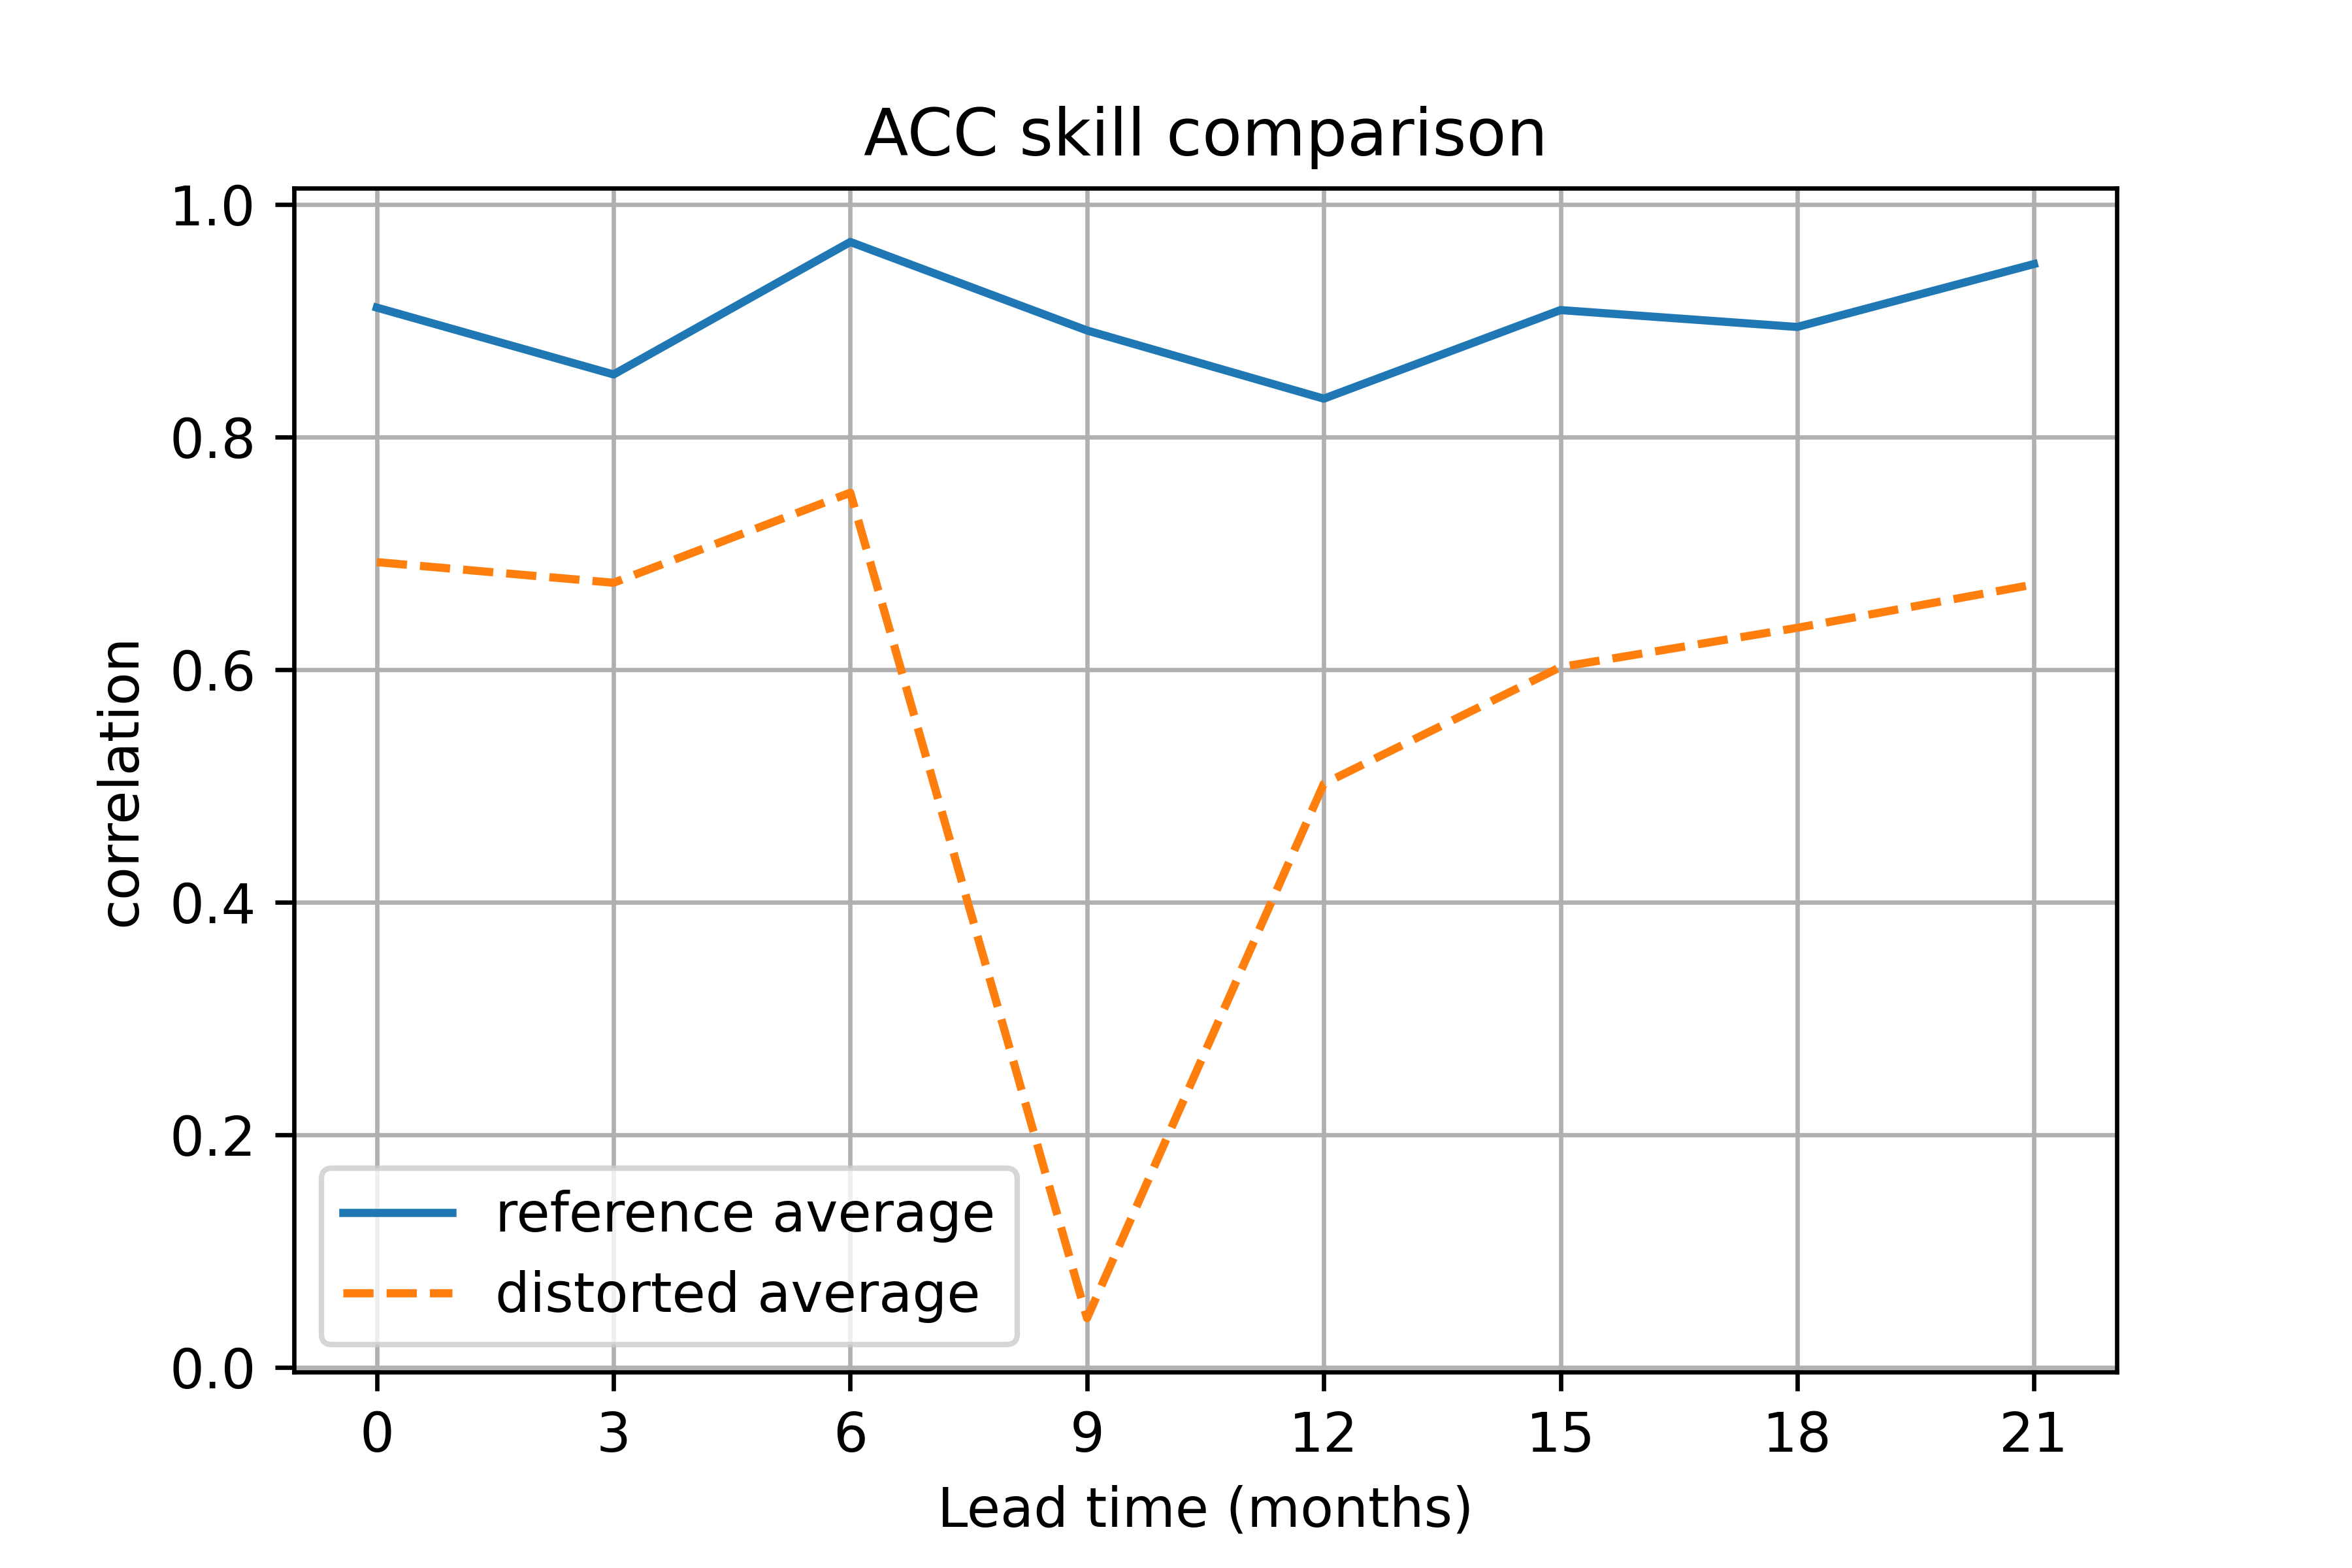 ACC skill comparison
1.0
0.8
0.6
0.4
0.2
0.0
correlation
reference average
distorted average
0 3 6 9 12 15 18 21
Lead time (months)